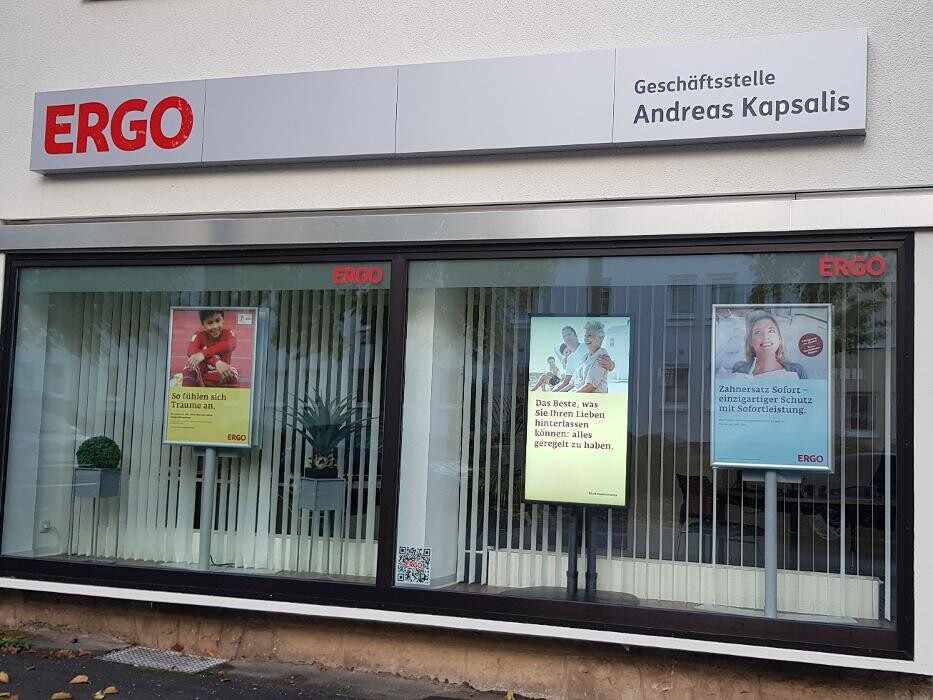 ERGO
Geschäftsstelle
Andreas Kapsalis
ERGO
ERGO
So fühlen sich
Träume an.
ERGO
Das Beste, was
Sie Ihren Lieben
hinterlassen
können: alles
geregelt zu haben.
Zahnersatz Sofort –
einzigartiger Schutz
mit Sofortleistung.
ERGO
ERGO